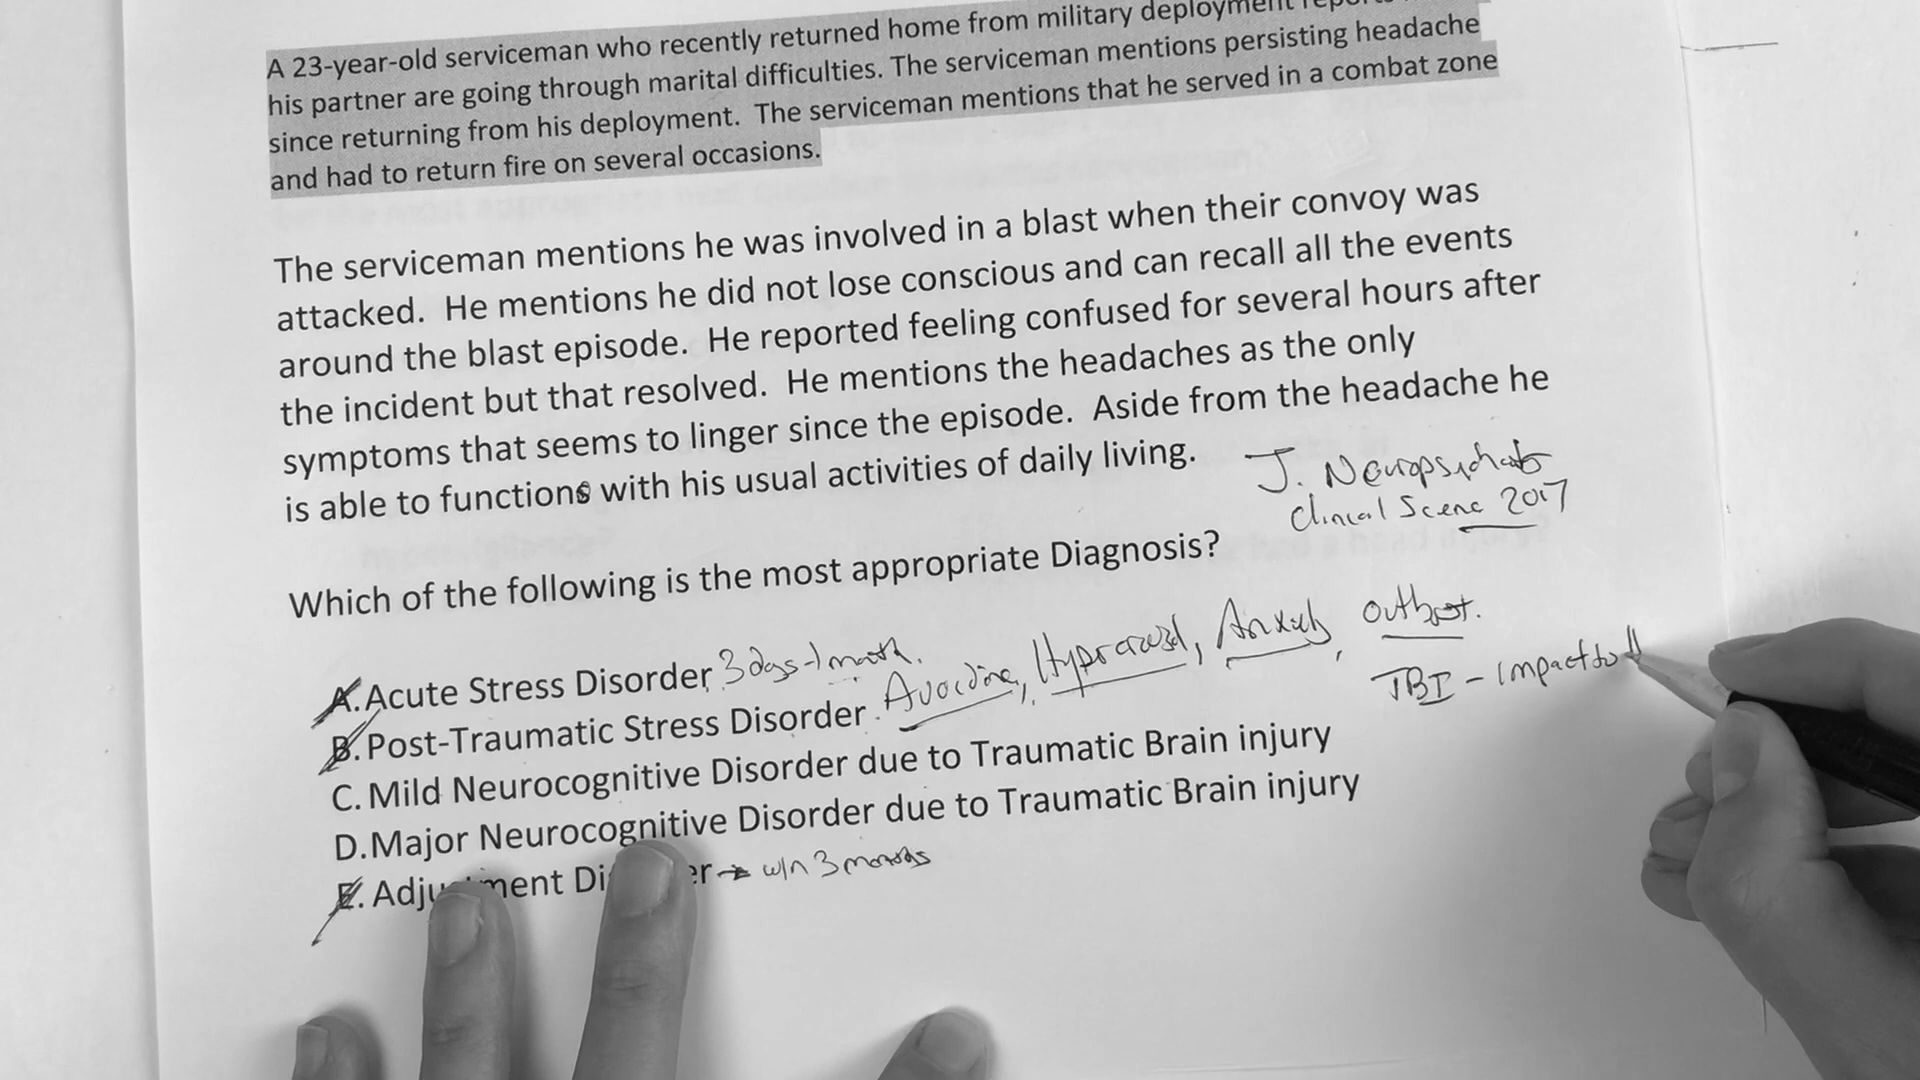 A 23-year-old serviceman who recently returned home from military deployment reports
his partner are going through marital difficulties. The serviceman mentions persisting headache
since returning from his deployment. The serviceman mentions that he served in a combat zone
and had to return fire on several occasions.
The serviceman mentions he was involved in a blast when their convoy was
attacked. He mentions he did not lose conscious and can recall all the events
around the blast episode. He reported feeling confused for several hours after
the incident but that resolved. He mentions the headaches as the only
symptoms that seems to linger since the episode. Aside from the headache he
is able to functions with his usual activities of daily living.
J. Neuropsychat
Clinical Scence 2017
Which of the following is the most appropriate Diagnosis?
A. Acute Stress Disorder 3 days-1 month.
B. Post-Traumatic Stress Disorder. Avoidance, Hyperarousal, Anxiety, outburst.
TBI - Impact to
C. Mild Neurocognitive Disorder due to Traumatic Brain injury
D. Major Neurocognitive Disorder due to Traumatic Brain injury
E. → w/n 3 months